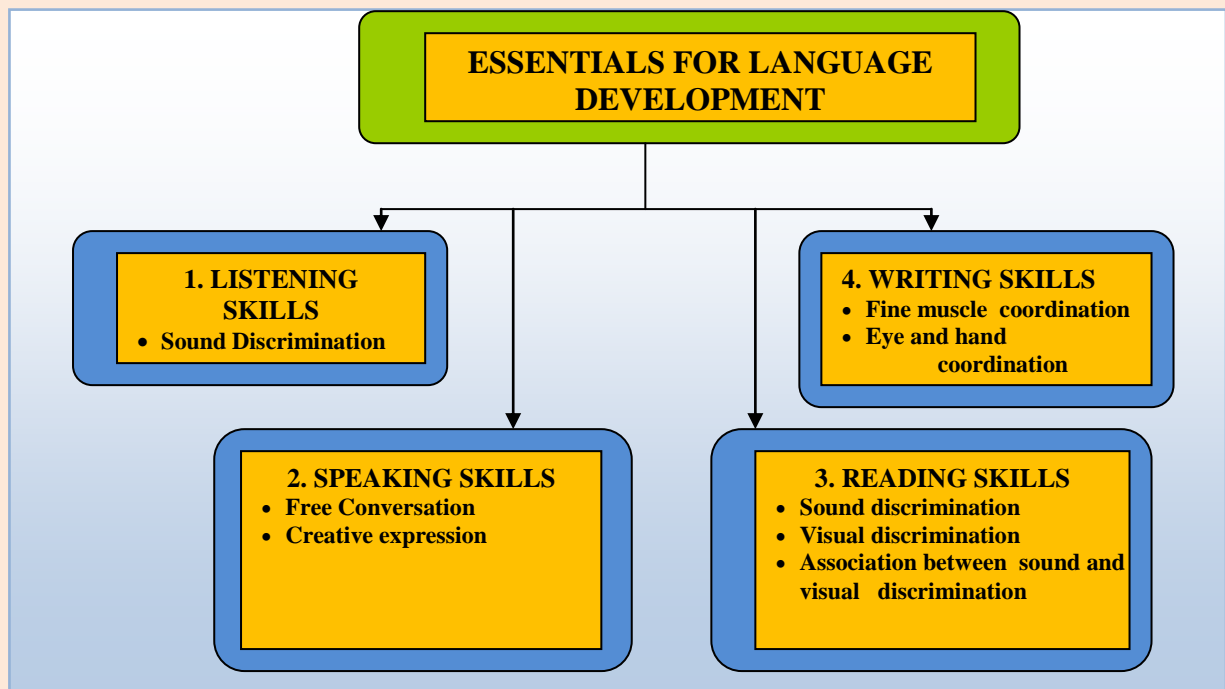 ESSENTIALS FOR LANGUAGE
DEVELOPMENT
1. LISTENING
SKILLS
• Sound Discrimination
2. SPEAKING SKILLS
• Free Conversation
• Creative expression
3. READING SKILLS
• Sound discrimination
• Visual discrimination
• Association between sound and
visual discrimination
4. WRITING SKILLS
• Fine muscle coordination
• Eye and hand
coordination